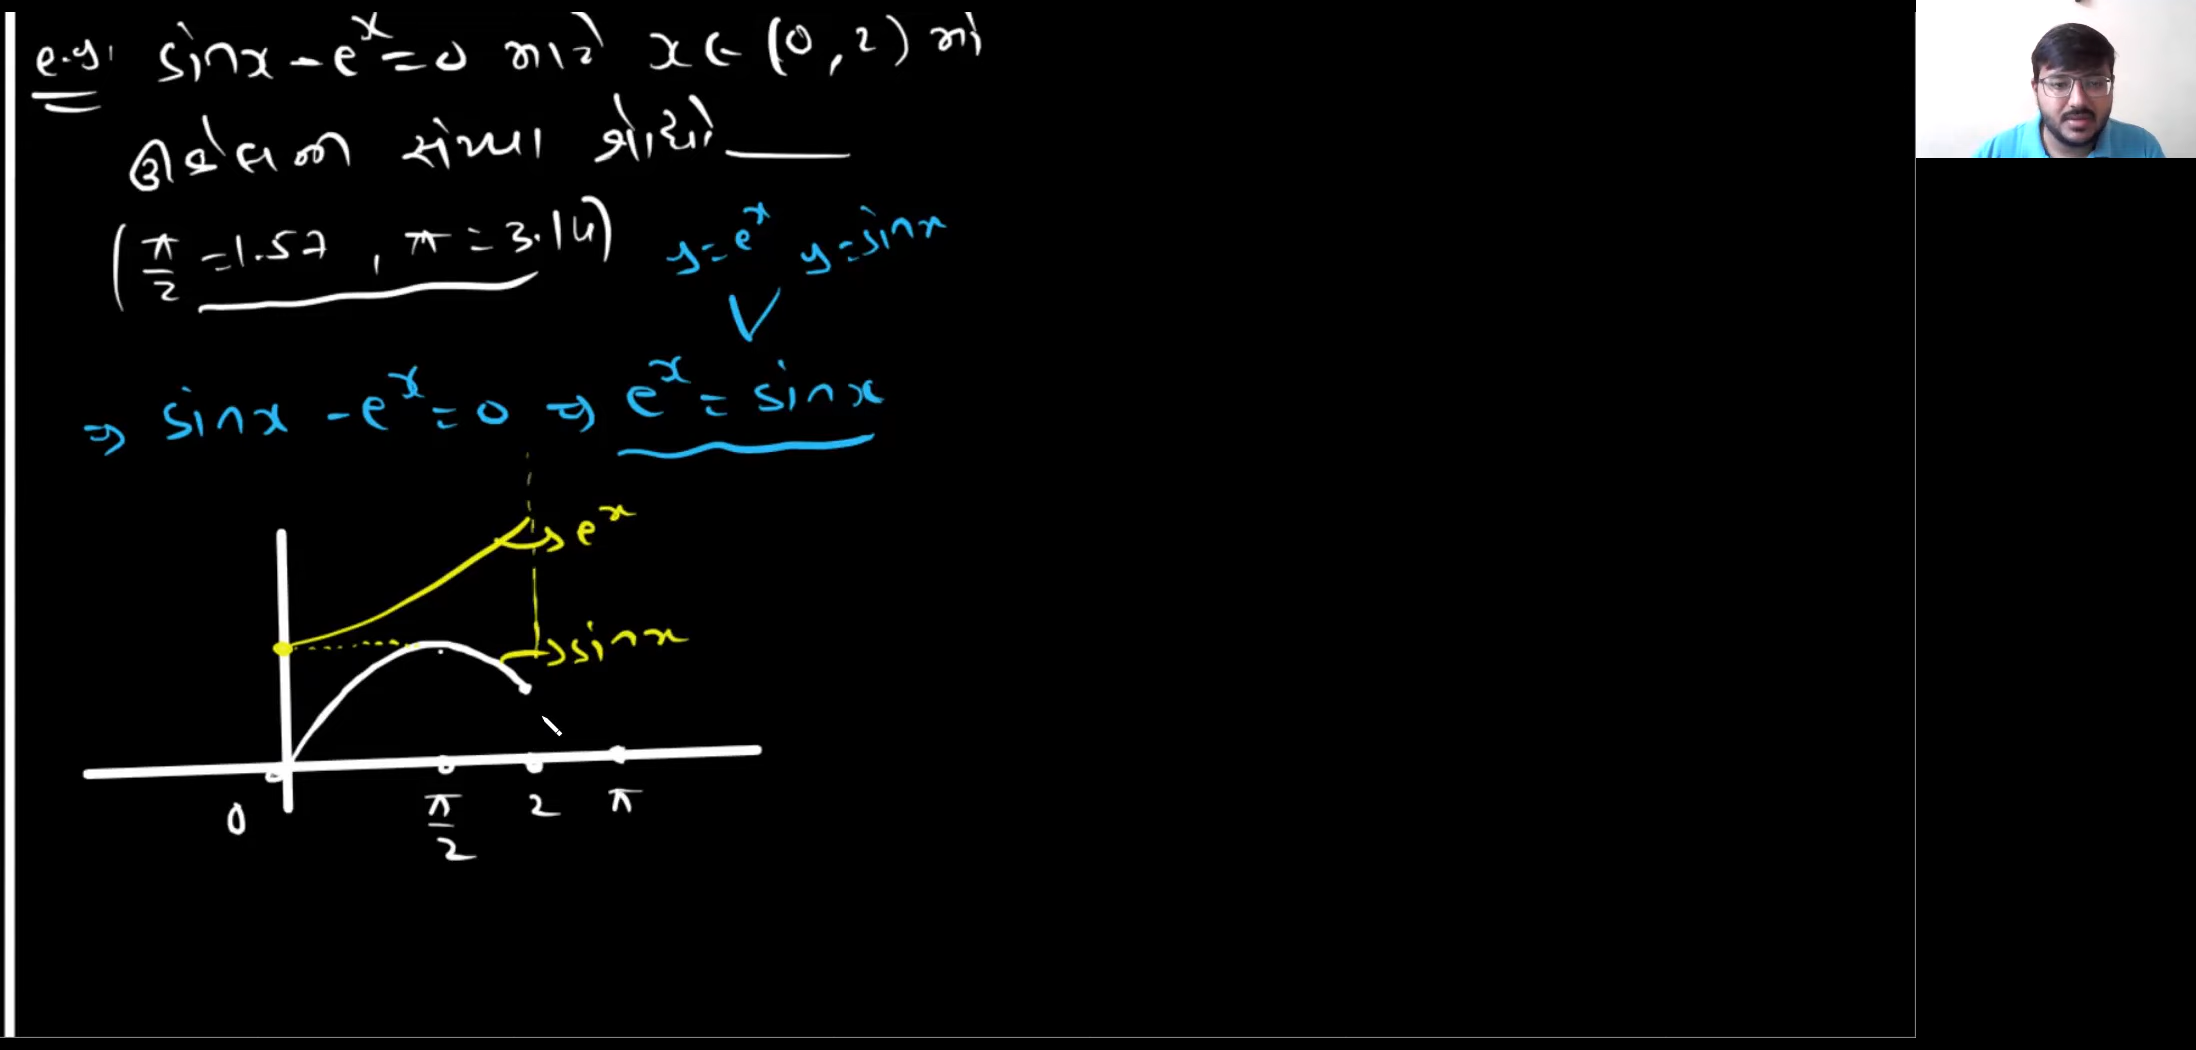 e.g: sinx - e^x = 0 માટે x ∈ (0, 2) માં
ઉકેલની સંખ્યા શોધો ____
(π/2 = 1.57 , π = 3.14) y = e^x y = sinx
⇒ sinx - e^x = 0 ⇒ e^x = sinx
→ e^x
→ sinx
0 π/2 2 π